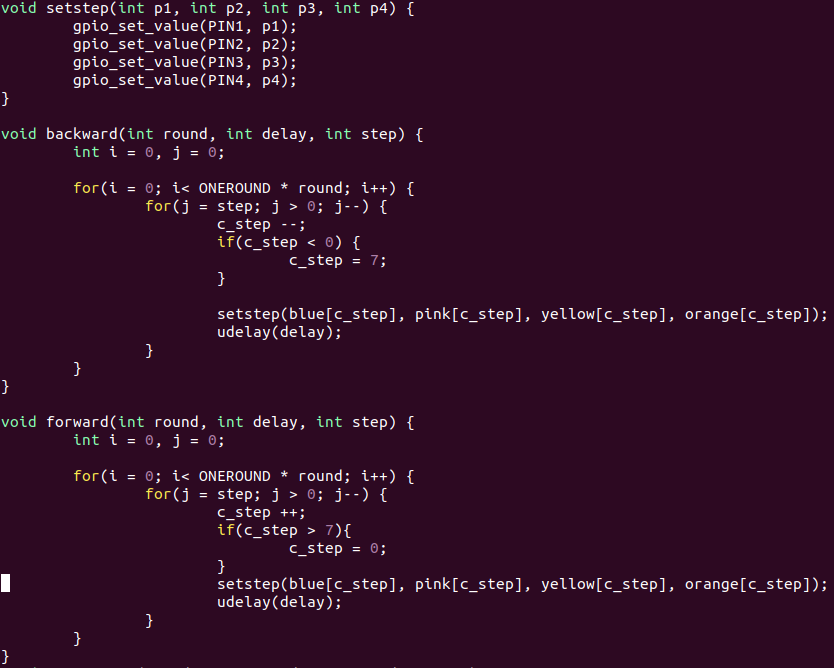 void setstep(int p1, int p2, int p3, int p4) {
        gpio_set_value(PIN1, p1);
        gpio_set_value(PIN2, p2);
        gpio_set_value(PIN3, p3);
        gpio_set_value(PIN4, p4);
}

void backward(int round, int delay, int step) {
        int i = 0, j = 0;

        for(i = 0; i< ONEROUND * round; i++) {
                for(j = step; j > 0; j--) {
                        c_step --;
                        if(c_step < 0) {
                                c_step = 7;
                        }

                        setstep(blue[c_step], pink[c_step], yellow[c_step], orange[c_step]);
                        udelay(delay);
                }
        }
}

void forward(int round, int delay, int step) {
        int i = 0, j = 0;

        for(i = 0; i< ONEROUND * round; i++) {
                for(j = step; j > 0; j--) {
                        c_step ++;
                        if(c_step > 7){
                                c_step = 0;
                        }
                        setstep(blue[c_step], pink[c_step], yellow[c_step], orange[c_step]);
                        udelay(delay);
                }
        }
}